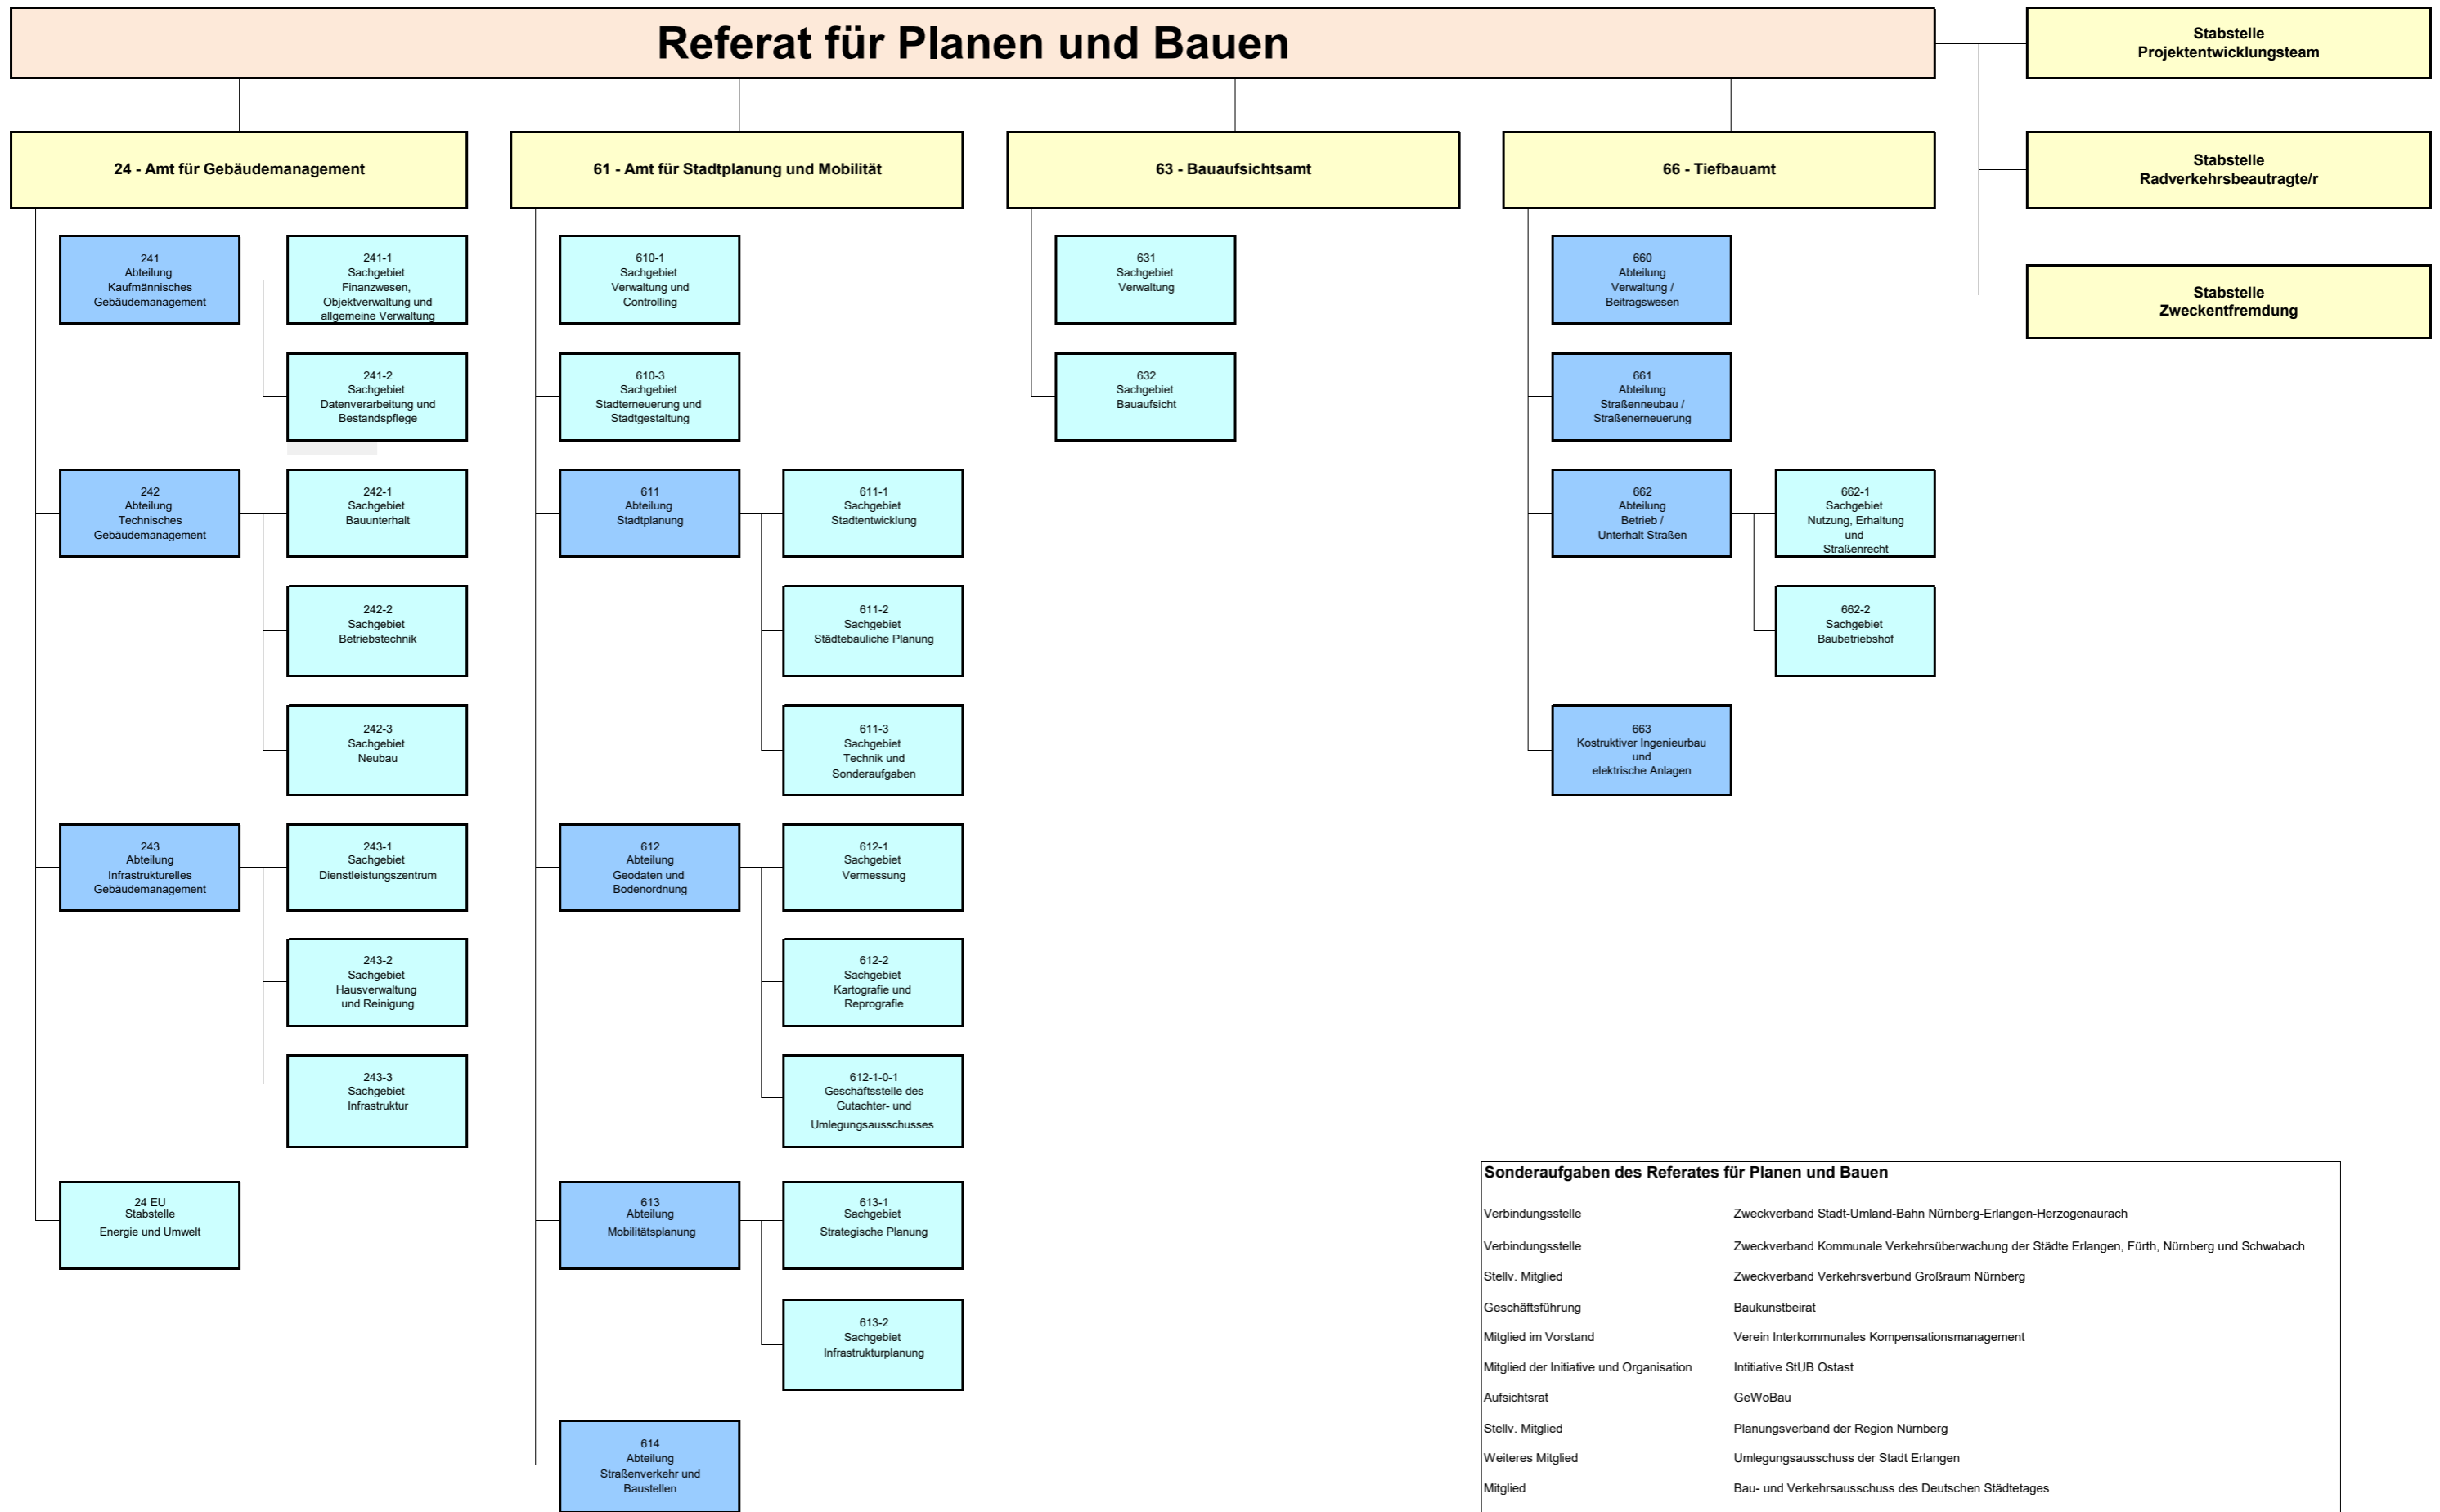 Referat für Planen und Bauen
Stabstelle
Projektentwicklungsteam
Stabstelle
Radverkehrsbeautragte/r
Stabstelle
Zweckentfremdung
24 - Amt für Gebäudemanagement
241
Abteilung
Kaufmännisches
Gebäudemanagement
241-1
Sachgebiet
Finanzwesen,
Objektverwaltung und
allgemeine Verwaltung
241-2
Sachgebiet
Datenverarbeitung und
Bestandspflege
242
Abteilung
Technisches
Gebäudemanagement
242-1
Sachgebiet
Bauunterhalt
242-2
Sachgebiet
Betriebstechnik
242-3
Sachgebiet
Neubau
243
Abteilung
Infrastrukturelles
Gebäudemanagement
243-1
Sachgebiet
Dienstleistungszentrum
243-2
Sachgebiet
Hausverwaltung
und Reinigung
243-3
Sachgebiet
Infrastruktur
24 EU
Stabstelle
Energie und Umwelt
61 - Amt für Stadtplanung und Mobilität
610-1
Sachgebiet
Verwaltung und
Controlling
610-3
Sachgebiet
Stadterneuerung und
Stadtgestaltung
611
Abteilung
Stadtplanung
611-1
Sachgebiet
Stadtentwicklung
611-2
Sachgebiet
Städtebauliche Planung
611-3
Sachgebiet
Technik und
Sonderaufgaben
612
Abteilung
Geodaten und
Bodenordnung
612-1
Sachgebiet
Vermessung
612-2
Sachgebiet
Kartografie und
Reprografie
612-1-0-1
Geschäftsstelle des
Gutachter- und
Umlegungsausschusses
613
Abteilung
Mobilitätsplanung
613-1
Sachgebiet
Strategische Planung
613-2
Sachgebiet
Infrastrukturplanung
614
Abteilung
Straßenverkehr und
Baustellen
63 - Bauaufsichtsamt
631
Sachgebiet
Verwaltung
632
Sachgebiet
Bauaufsicht
66 - Tiefbauamt
660
Abteilung
Verwaltung /
Beitragswesen
661
Abteilung
Straßenneubau /
Straßenerneuerung
662
Abteilung
Betrieb /
Unterhalt Straßen
662-1
Sachgebiet
Nutzung, Erhaltung
und
Straßenrecht
662-2
Sachgebiet
Baubetriebshof
663
Kostruktiver Ingenieurbau
und
elektrische Anlagen
Sonderaufgaben des Referates für Planen und Bauen
Verbindungsstelle Zweckverband Stadt-Umland-Bahn Nürnberg-Erlangen-Herzogenaurach
Verbindungsstelle Zweckverband Kommunale Verkehrsüberwachung der Städte Erlangen, Fürth, Nürnberg und Schwabach
Stellv. Mitglied Zweckverband Verkehrsverbund Großraum Nürnberg
Geschäftsführung Baukunstbeirat
Mitglied im Vorstand Verein Interkommunales Kompensationsmanagement
Mitglied der Initiative und Organisation Intitiative StUB Ostast
Aufsichtsrat GeWoBau
Stellv. Mitglied Planungsverband der Region Nürnberg
Weiteres Mitglied Umlegungsausschuss der Stadt Erlangen
Mitglied Bau- und Verkehrsausschuss des Deutschen Städtetages